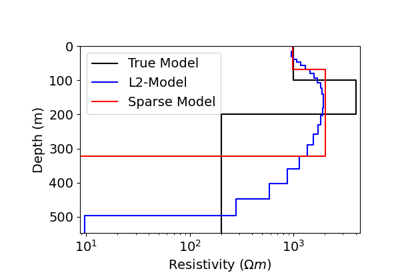 0
100
200
300
400
500
Depth (m)
True Model
L2-Model
Sparse Model
10¹
10²
10³
Resistivity (Ωm)